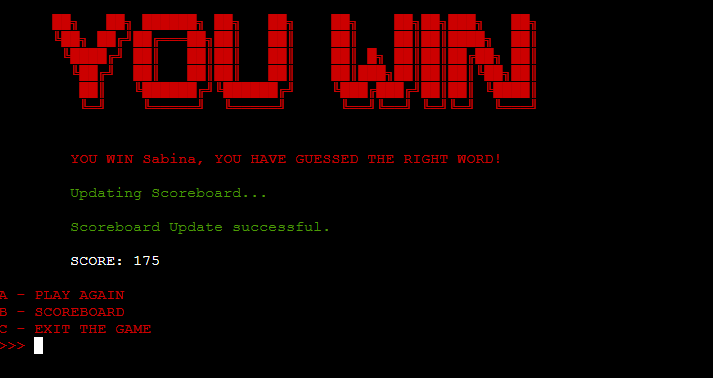 YOU WIN
YOU WIN Sabina, YOU HAVE GUESSED THE RIGHT WORD!
Updating Scoreboard...
Scoreboard Update successful.
SCORE: 175
A - PLAY AGAIN
B - SCOREBOARD
C - EXIT THE GAME
>>>